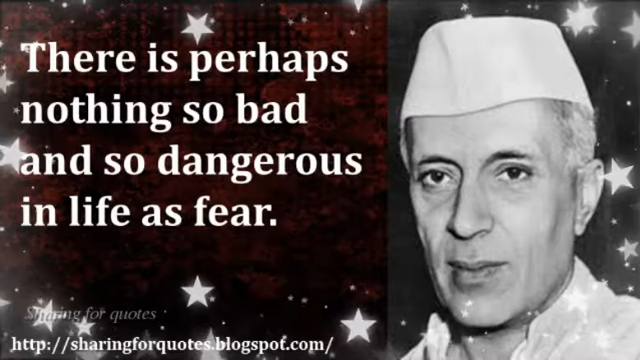 There is perhaps
nothing so bad
and so dangerous
in life as fear.
Sharing for quotes
http://sharingforquotes.blogspot.com/